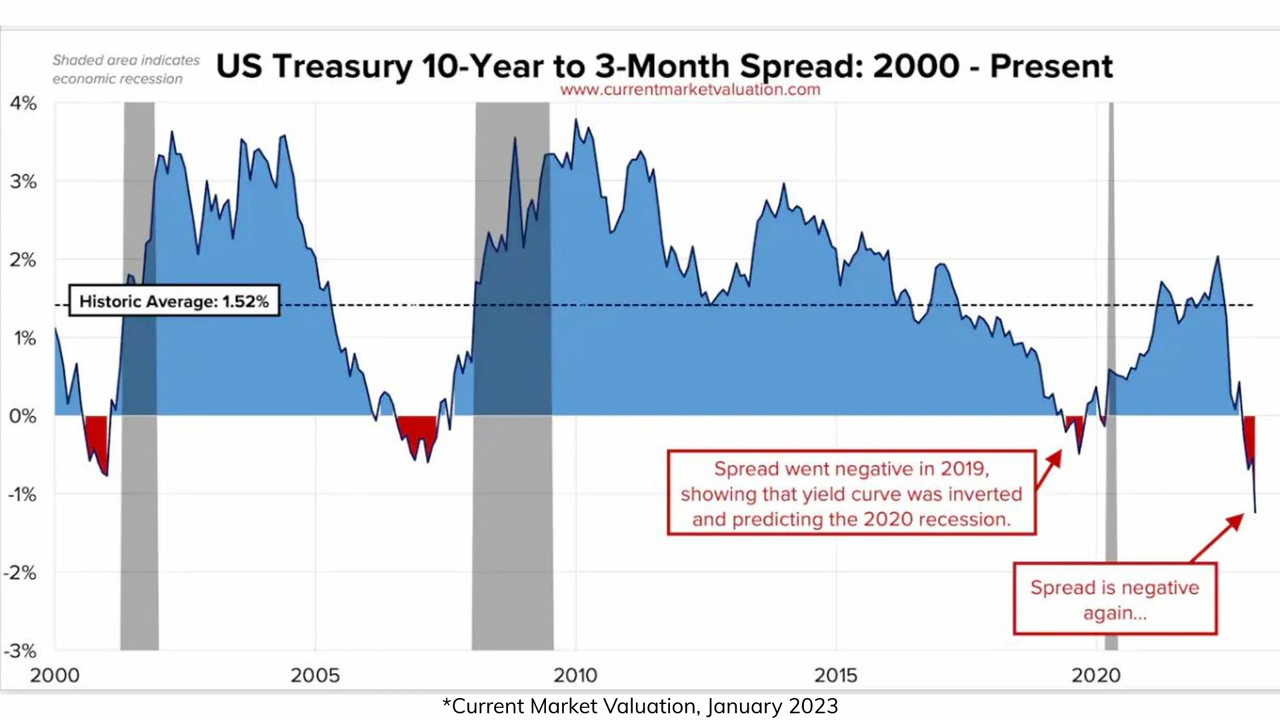 Shaded area indicates
economic recession
US Treasury 10-Year to 3-Month Spread: 2000 - Present
www.currentmarketvaluation.com
4%
3%
2%
Historic Average: 1.52%
1%
0%
Spread went negative in 2019,
showing that yield curve was inverted
and predicting the 2020 recession.
-1%
-2%
Spread is negative
again...
-3%
2000 2005 2010 2015 2020
*Current Market Valuation, January 2023